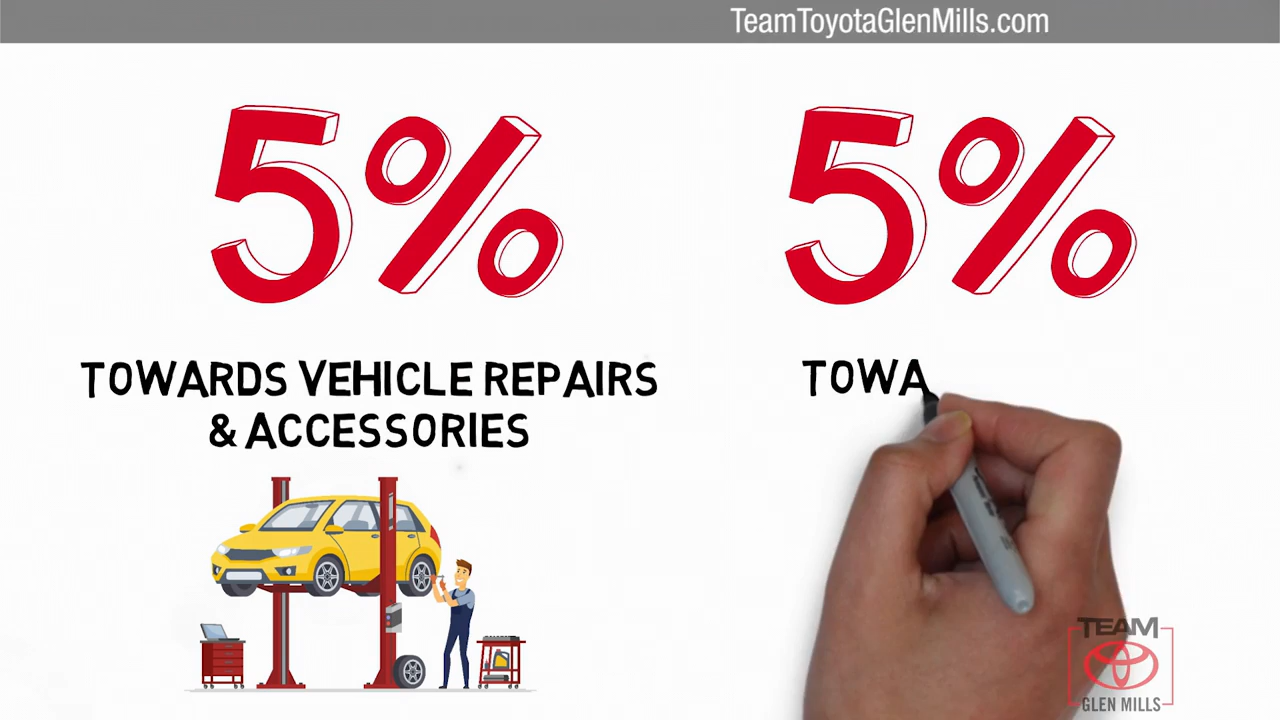 TeamToyotaGlenMills.com
5% 5%
TOWARDS VEHICLE REPAIRS
& ACCESSORIES
TOWA
TEAM
GLEN MILLS